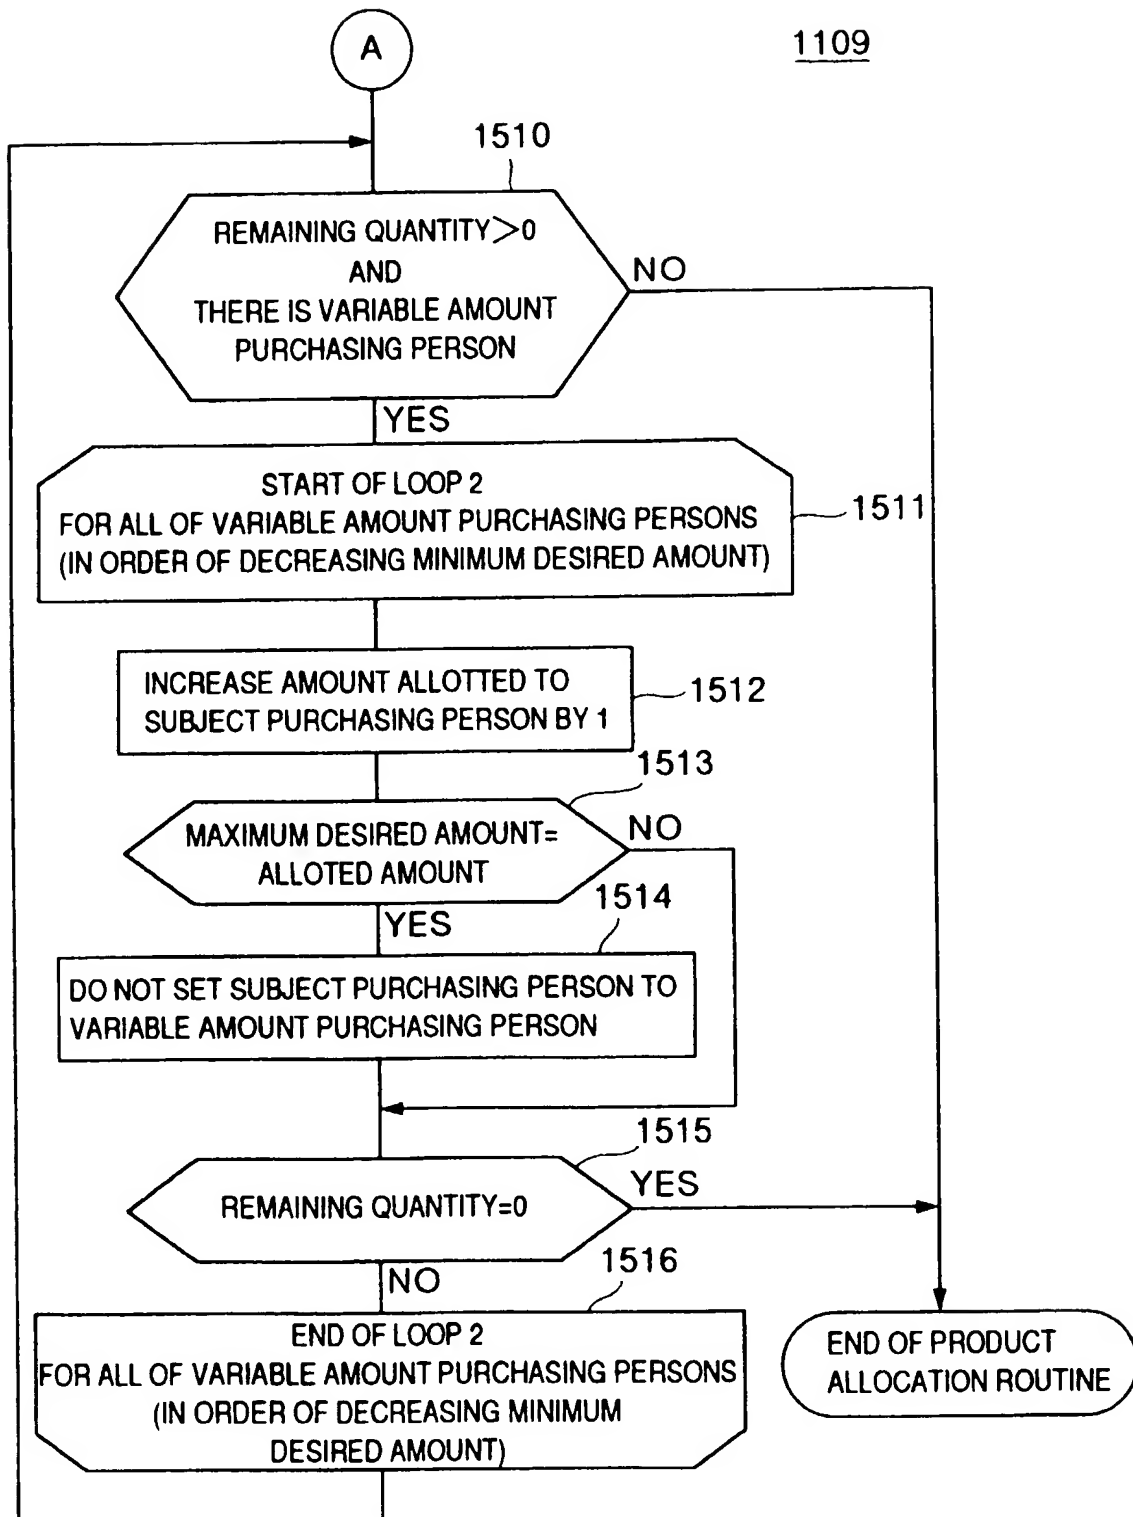 A
1109
1510
REMAINING QUANTITY>0
AND
THERE IS VARIABLE AMOUNT
PURCHASING PERSON
NO
YES
START OF LOOP 2
FOR ALL OF VARIABLE AMOUNT PURCHASING PERSONS
(IN ORDER OF DECREASING MINIMUM DESIRED AMOUNT)
1511
INCREASE AMOUNT ALLOTTED TO
SUBJECT PURCHASING PERSON BY 1
1512
1513
MAXIMUM DESIRED AMOUNT=
ALLOTED AMOUNT
NO
YES
1514
DO NOT SET SUBJECT PURCHASING PERSON TO
VARIABLE AMOUNT PURCHASING PERSON
1515
REMAINING QUANTITY=0
YES
NO
1516
END OF LOOP 2
FOR ALL OF VARIABLE AMOUNT PURCHASING PERSONS
(IN ORDER OF DECREASING MINIMUM
DESIRED AMOUNT)
END OF PRODUCT
ALLOCATION ROUTINE